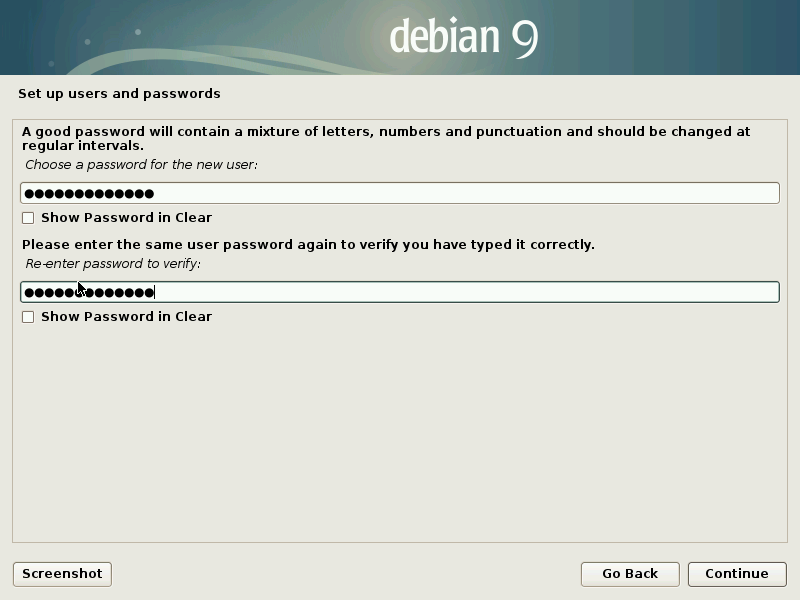 debian 9
Set up users and passwords
A good password will contain a mixture of letters, numbers and punctuation and should be changed at
regular intervals.
Choose a password for the new user:
●●●●●●●●●●●●●
Show Password in Clear
Please enter the same user password again to verify you have typed it correctly.
Re-enter password to verify:
●●●●●●●●●●●●●
Show Password in Clear
Screenshot
Go Back
Continue